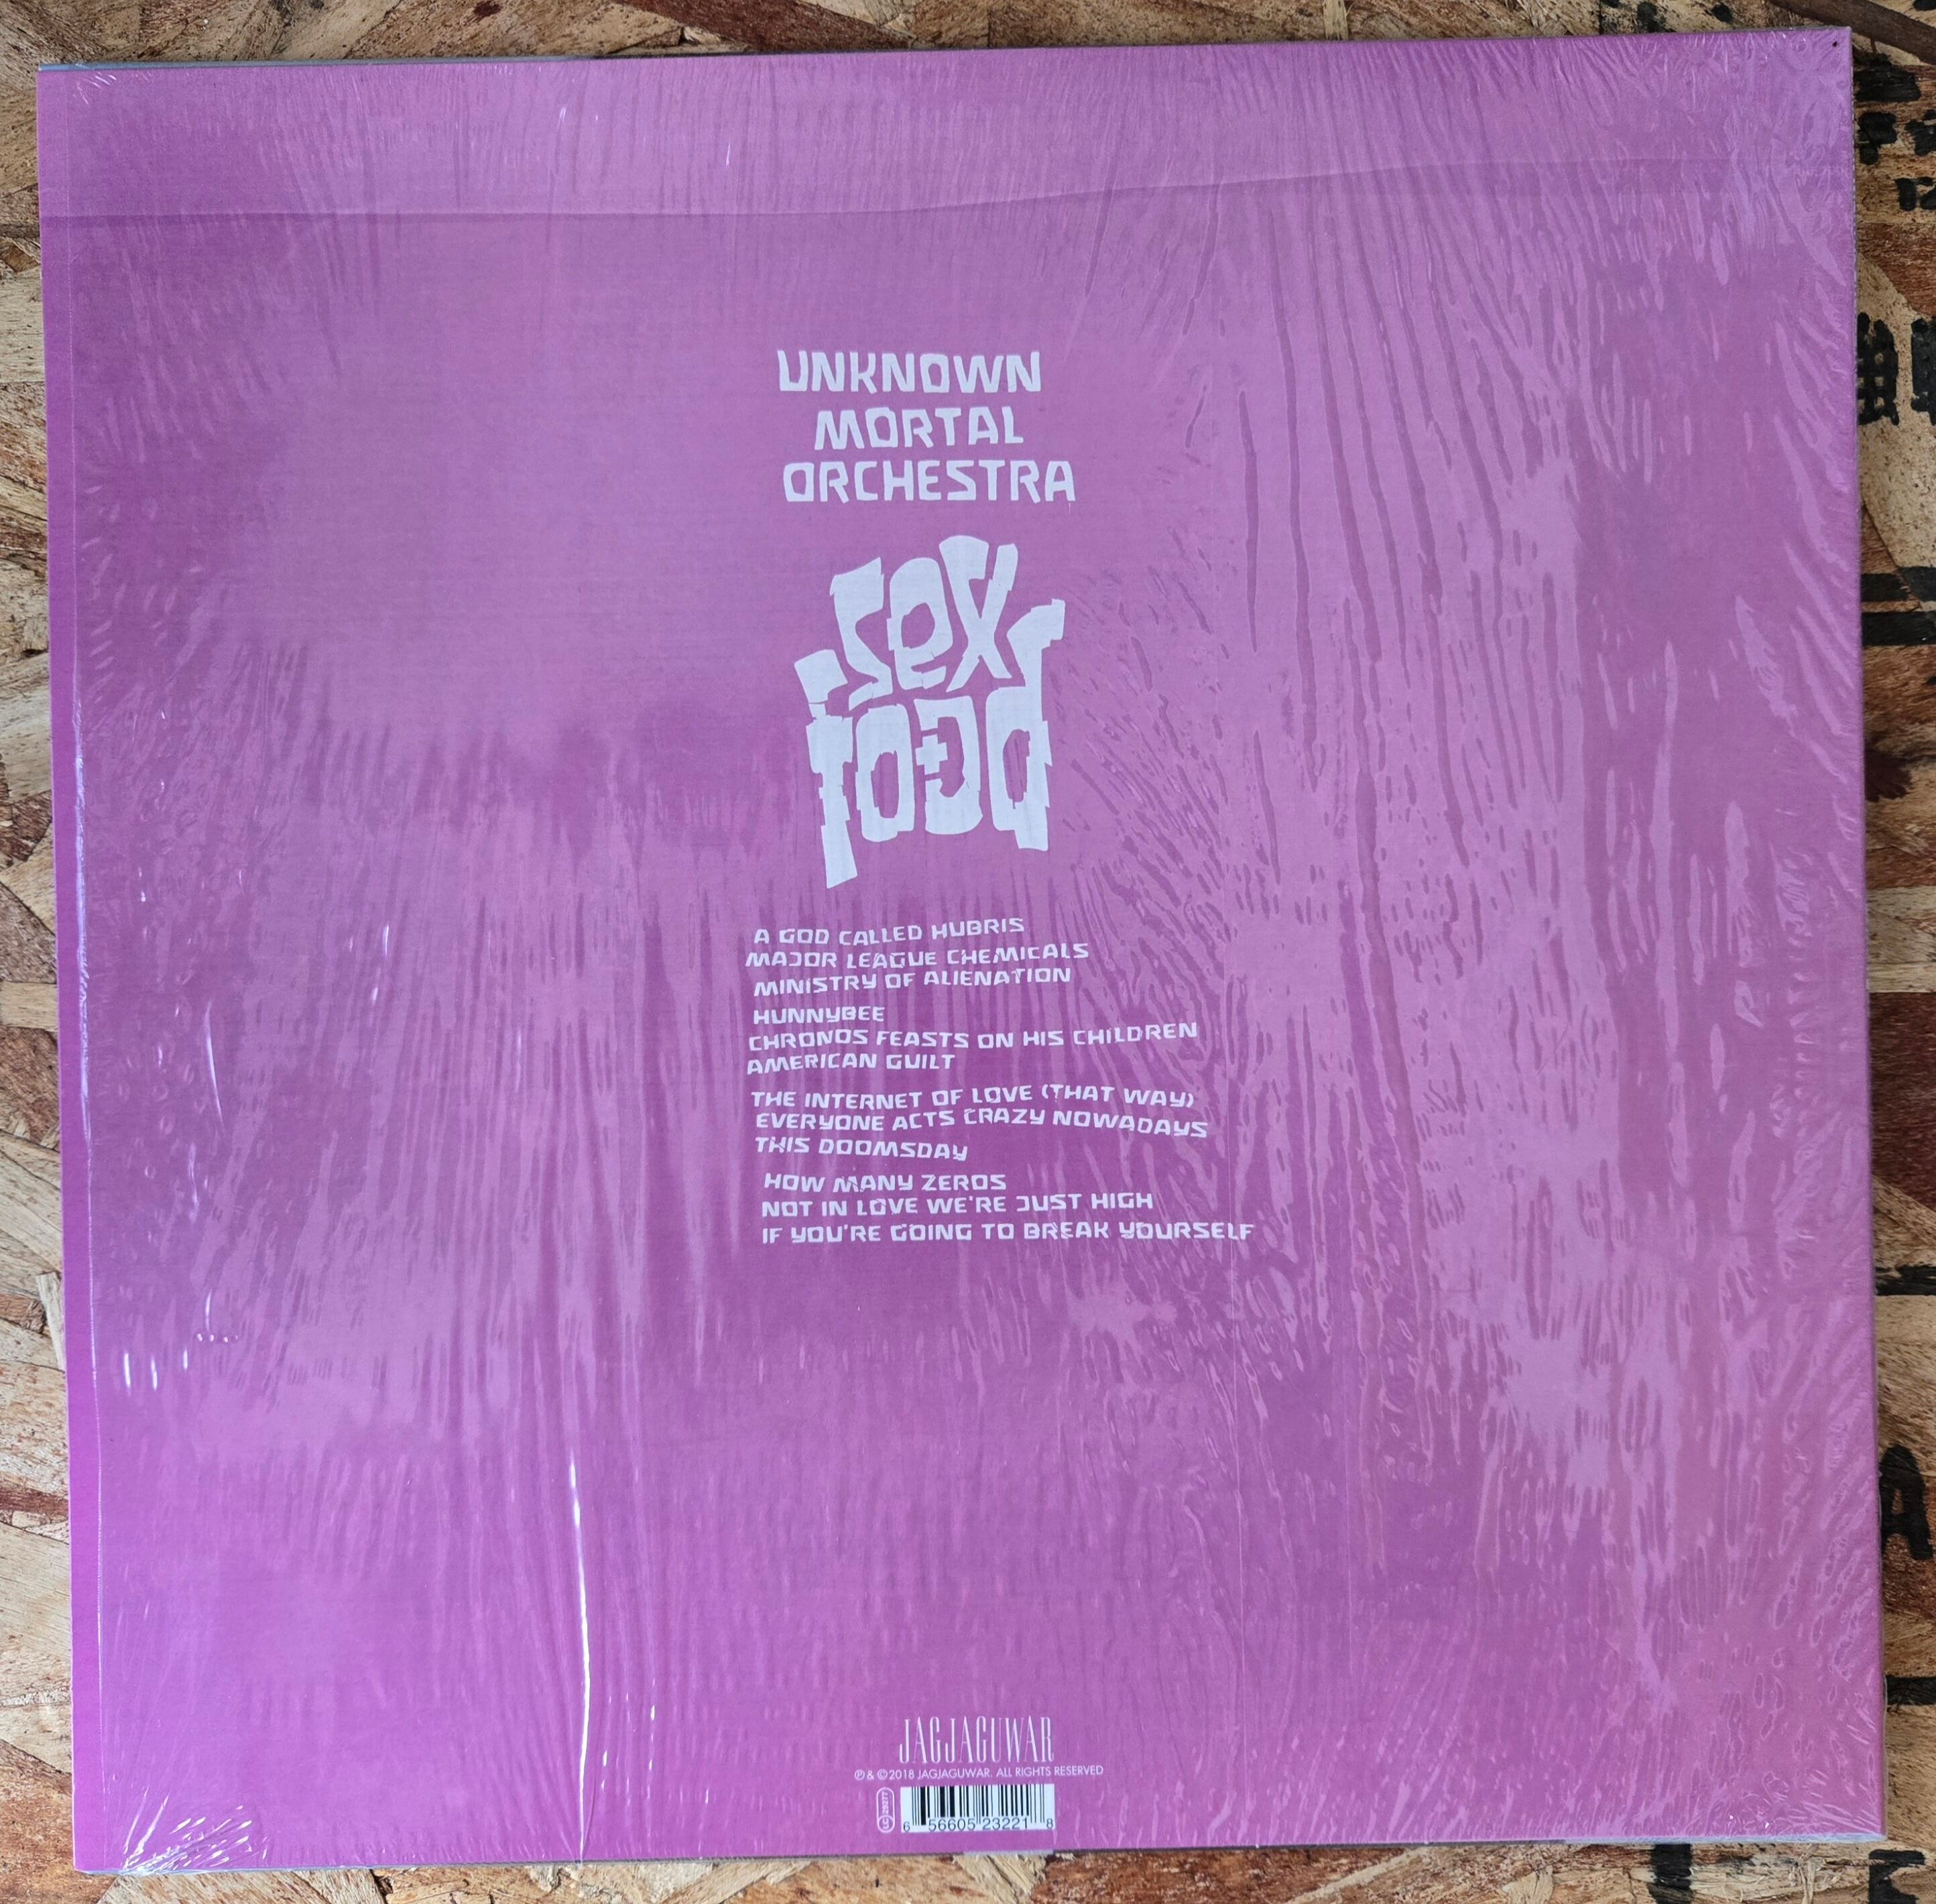 UNKNOWN
MORTAL
ORCHESTRA
SEX
FOOD
A GOD CALLED HUBRIS
MAJOR LEAGUE CHEMICALS
MINISTRY OF ALIENATION
HUNNYBEE
CHRONOS FEASTS ON HIS CHILDREN
AMERICAN GUILT
THE INTERNET OF LOVE (THAT WAY)
EVERYONE ACTS CRAZY NOWADAYS
THIS DOOMSDAY
HOW MANY ZEROS
NOT IN LOVE WE'RE JUST HIGH
IF YOU'RE GOING TO BREAK YOURSELF
JAGJAGUWAR
℗ & © 2018 JAGJAGUWAR. ALL RIGHTS RESERVED
6 56605 23221 8